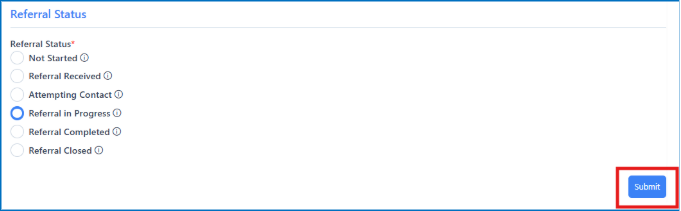 Referral Status
Referral Status*
Not Started
Referral Received
Attempting Contact
Referral in Progress
Referral Completed
Referral Closed
Submit